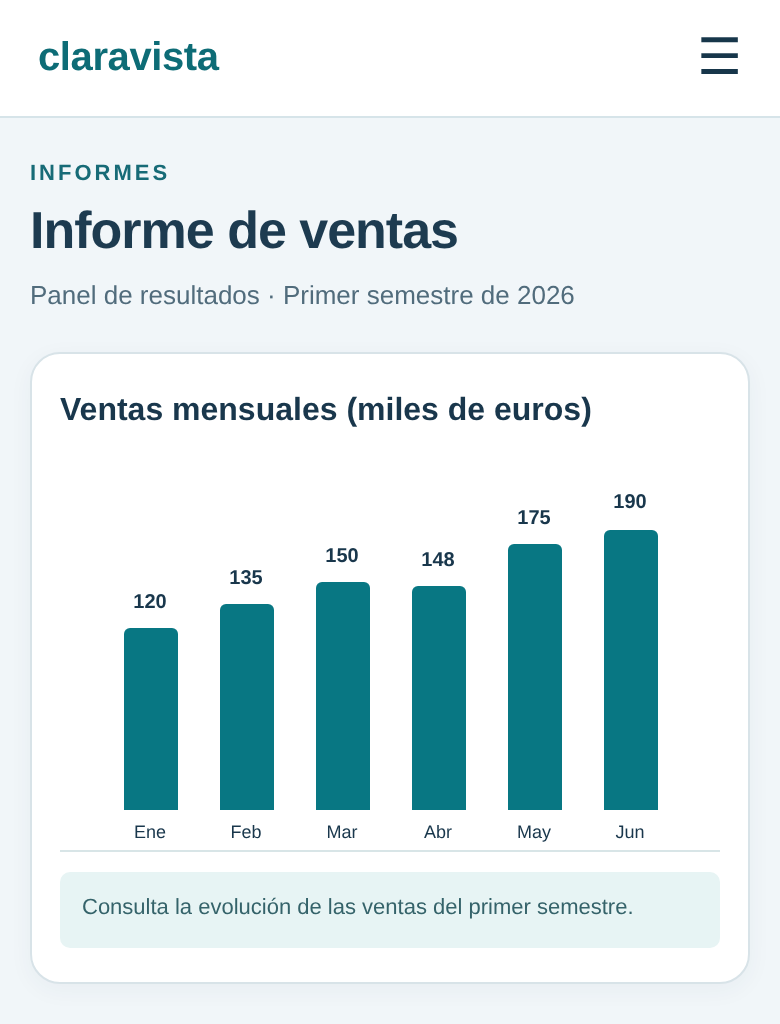 claravista
INFORMES
Informe de ventas
Panel de resultados · Primer semestre de 2026
Ventas mensuales (miles de euros)
120 135 150 148 175 190
Ene Feb Mar Abr May Jun
Consulta la evolución de las ventas del primer semestre.